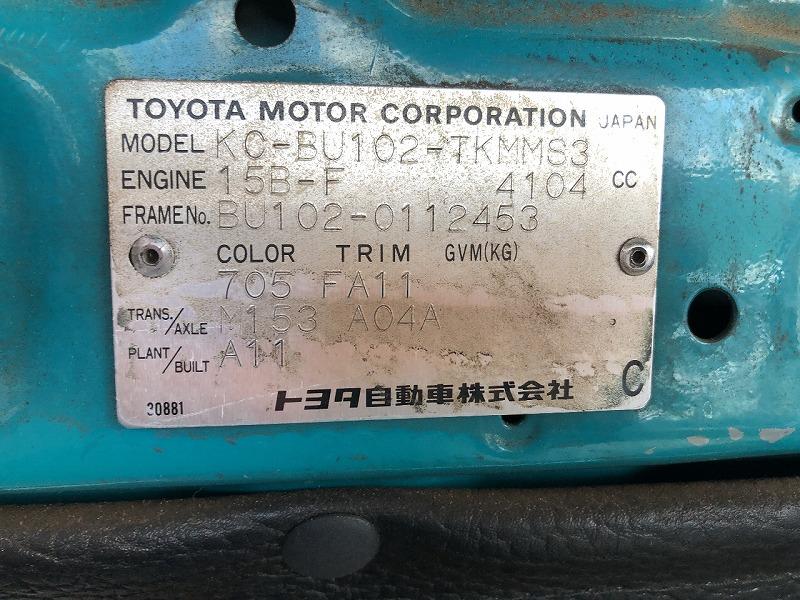 TOYOTA MOTOR CORPORATION JAPAN
MODEL KC-BU102-TKMMS3
ENGINE 15B-F 4104 CC
FRAME No. BU102-0112453
COLOR TRIM GVM(KG)
705 FA11
TRANS./AXLE M153 A04A
PLANT/BUILT A11
C
30881 トヨタ自動車株式会社